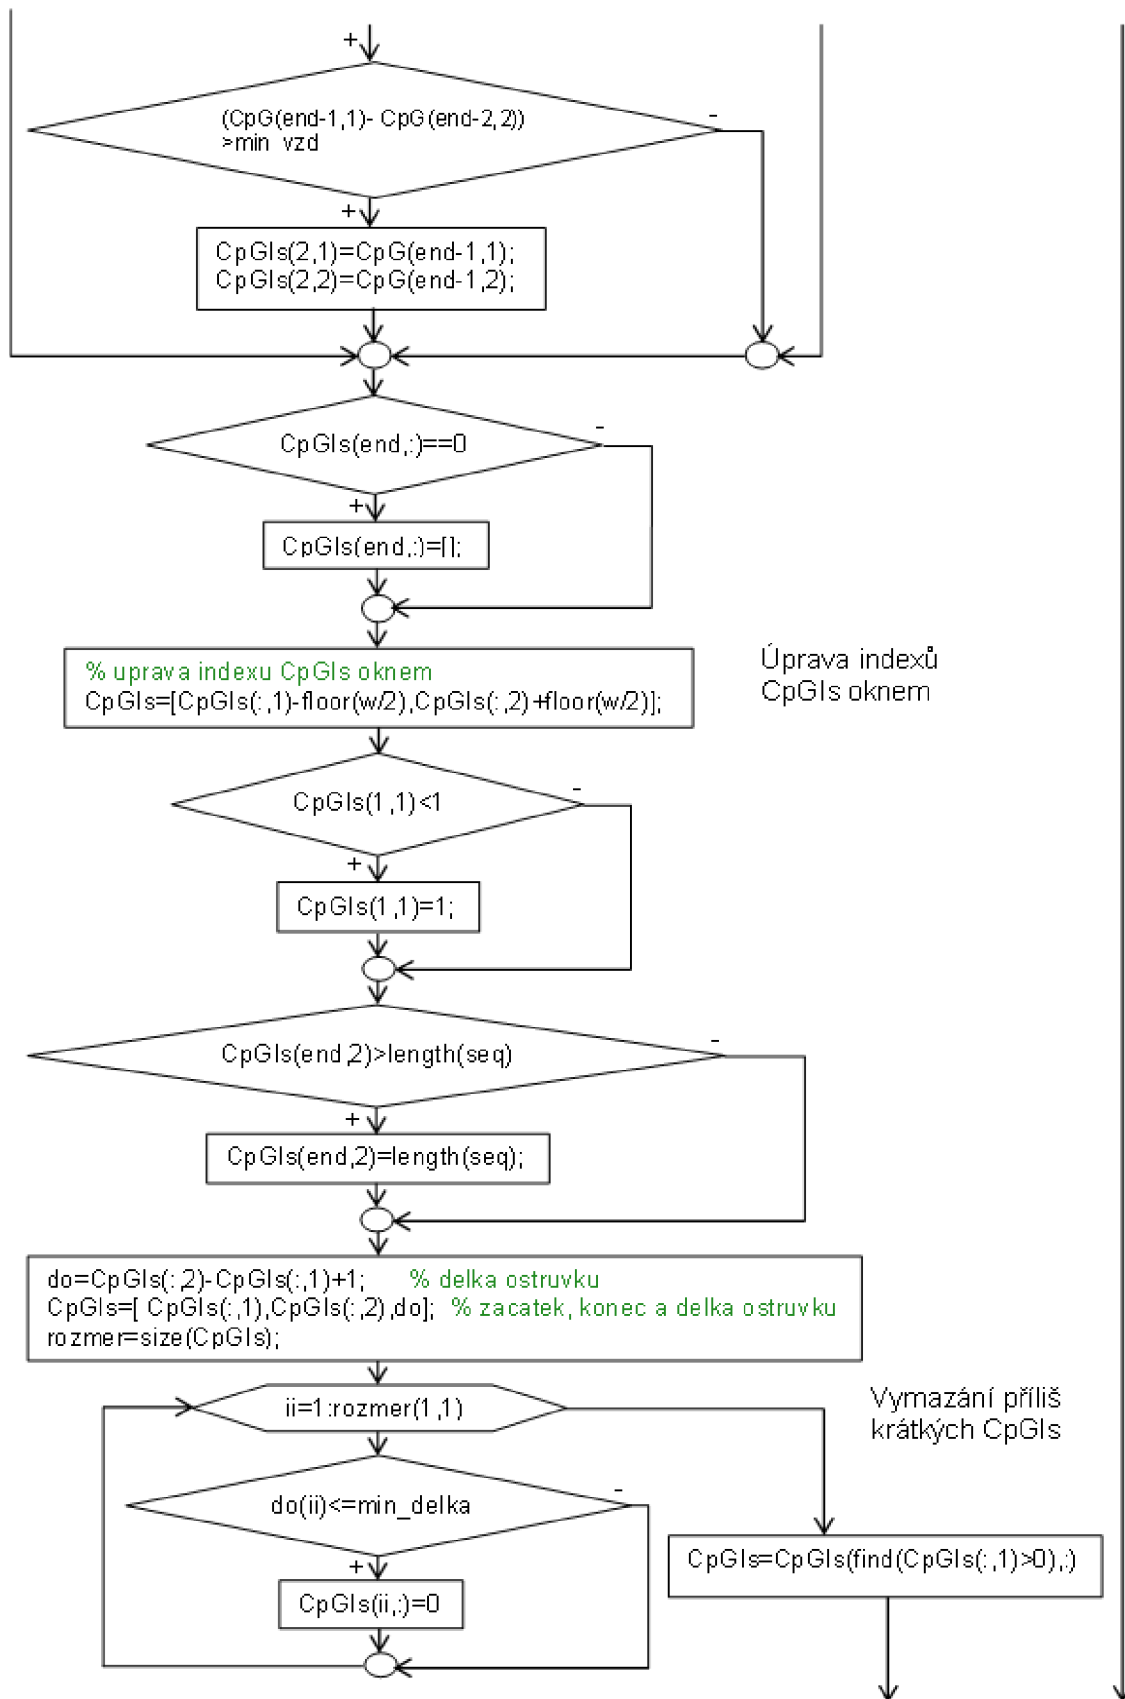 +
(CpG(end-1,1)- CpG(end-2,2))
>min_vzd
-
+
CpGIs(2,1)=CpG(end-1,1);
CpGIs(2,2)=CpG(end-1,2);
CpGIs(end,:)==0
-
+
CpGIs(end,:)=[];
% uprava indexu CpGIs oknem
CpGIs=[CpGIs(:,1)-floor(w/2),CpGIs(:,2)+floor(w/2)];
Úprava indexů
CpGIs oknem
CpGIs(1,1)<1
-
+
CpGIs(1,1)=1;
CpGIs(end,2)>length(seq)
-
+
CpGIs(end,2)=length(seq);
do=CpGIs(:,2)-CpGIs(:,1)+1; % delka ostruvku
CpGIs=[ CpGIs(:,1),CpGIs(:,2),do]; % zacatek, konec a delka ostruvku
rozmer=size(CpGIs);
ii=1:rozmer(1,1)
Vymazání příliš
krátkých CpGIs
do(ii)<=min_delka
-
+
CpGIs(ii,:)=0
CpGIs=CpGIs(find(CpGIs(:,1)>0),:)